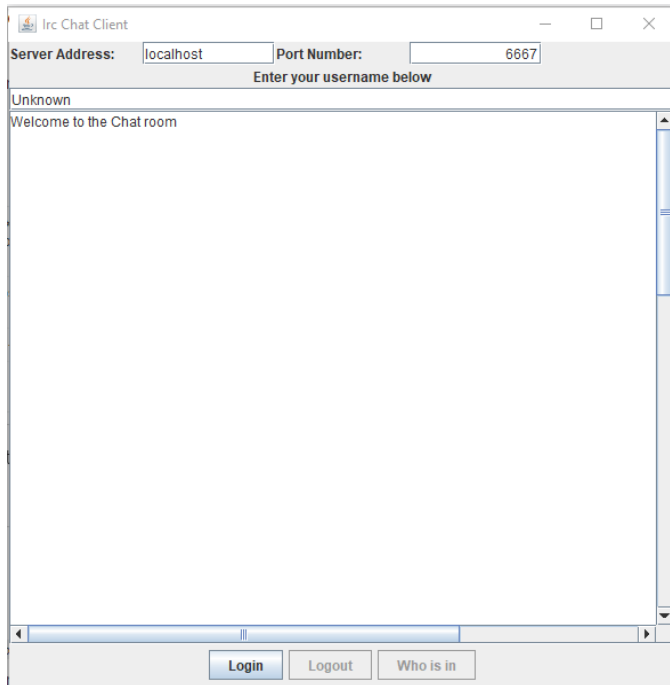 Irc Chat Client
Server Address: localhost Port Number: 6667
Enter your username below
Unknown
Welcome to the Chat room
Login Logout Who is in